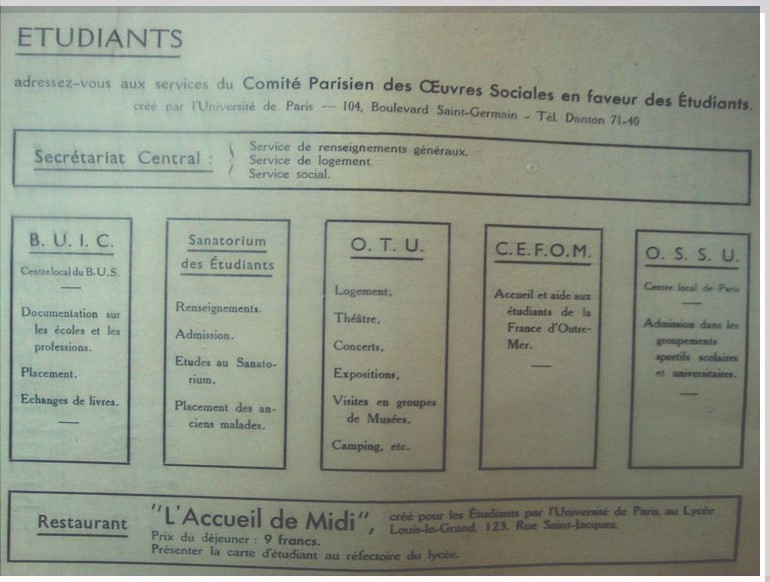 ETUDIANTS
adressez-vous aux services du Comité Parisien des Œuvres Sociales en faveur des Étudiants,
créé par l'Université de Paris — 104, Boulevard Saint-Germain - Tél. Danton 71-40
Secrétariat Central :
Service de renseignements généraux.
Service de logement.
Service social.
B. U. I. C.
Centre local du B.U.S.
Documentation sur
les écoles et les
professions.
Placement.
Echanges de livres.
Sanatorium
des Étudiants
Renseignements.
Admission.
Etudes au Sanato-
rium.
Placement des an-
ciens malades.
O. T. U.
Logement,
Théâtre,
Concerts,
Expositions,
Visites en groupes
de Musées,
Camping, etc.
C.E.F.O.M.
Accueil et aide aux
étudiants de la
France d'Outre-
Mer.
O. S. S. U.
Centre local de Paris
Admission dans les
groupements
sportifs scolaires
et universitaires.
Restaurant
"L'Accueil de Midi",
créé pour les Étudiants par l'Université de Paris, au Lycée
Louis-le-Grand, 123, Rue Saint-Jacques.
Prix du déjeuner : 9 francs.
Présenter la carte d'étudiant au réfectoire du lycée.